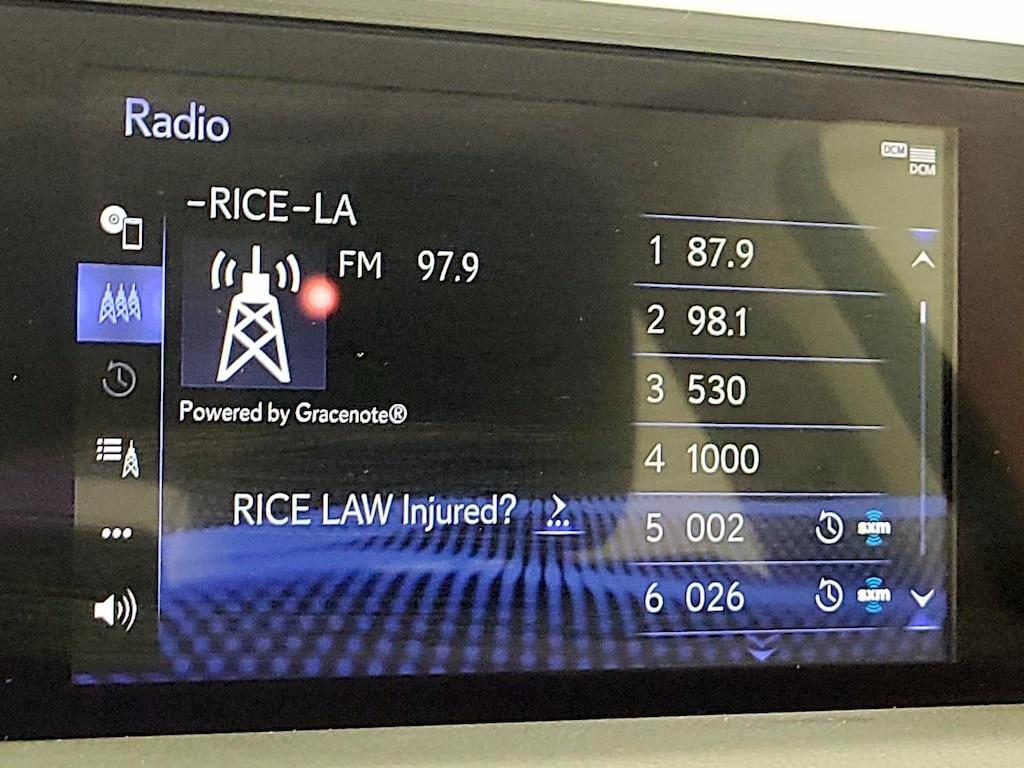 Radio
DCM
DCM
-RICE-LA
FM 97.9
Powered by Gracenote®
RICE LAW Injured?
1 87.9
2 98.1
3 530
4 1000
5 002 sxm
6 026 sxm